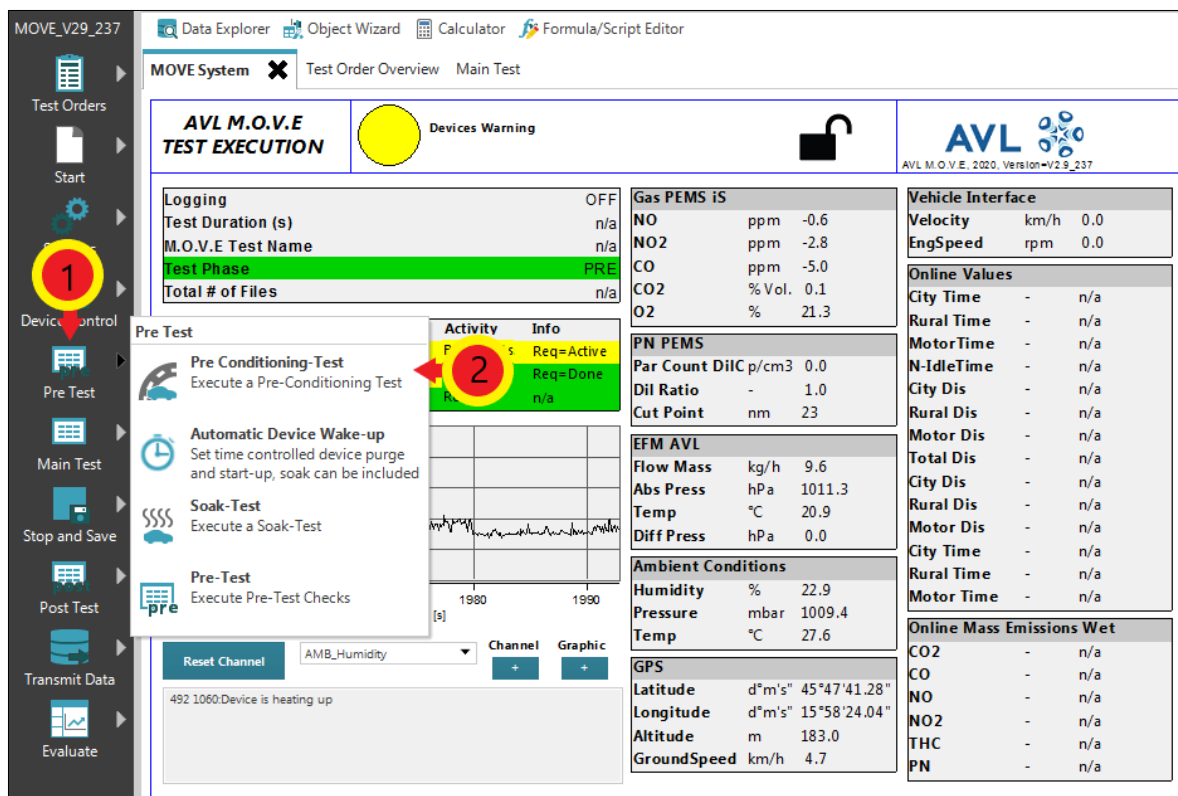 MOVE_V29_237
Data Explorer Object Wizard Calculator Formula/Script Editor
MOVE System Test Order Overview Main Test
Test Orders
Start
Device Control
Pre Test
Main Test
Stop and Save
Post Test
Transmit Data
Evaluate
1
AVL M.O.V.E
TEST EXECUTION
Devices Warning
AVL
AVL M.O.V.E, 2020, Version=V2.9_237
Logging OFF
Test Duration (s) n/a
M.O.V.E Test Name n/a
Test Phase PRE
Total # of Files n/a
Activity Info
Req=Active
Req=Done
n/a
Pre Test
Pre Conditioning-Test
Execute a Pre-Conditioning Test
2
Automatic Device Wake-up
Set time controlled device purge
and start-up, soak can be included
Soak-Test
Execute a Soak-Test
Pre-Test
Execute Pre-Test Checks
pre
1980 1990
[s]
Reset Channel
AMB_Humidity
Channel Graphic
+ +
492 1060:Device is heating up
Gas PEMS iS
NO ppm -0.6
NO2 ppm -2.8
CO ppm -5.0
CO2 % Vol. 0.1
O2 % 21.3
PN PEMS
Par Count DilC p/cm3 0.0
Dil Ratio - 1.0
Cut Point nm 23
EFM AVL
Flow Mass kg/h 9.6
Abs Press hPa 1011.3
Temp °C 20.9
Diff Press hPa 0.0
Ambient Conditions
Humidity % 22.9
Pressure mbar 1009.4
Temp °C 27.6
GPS
Latitude d°m's" 45°47'41.28"
Longitude d°m's" 15°58'24.04"
Altitude m 183.0
GroundSpeed km/h 4.7
Vehicle Interface
Velocity km/h 0.0
EngSpeed rpm 0.0
Online Values
City Time - n/a
Rural Time - n/a
MotorTime - n/a
N-IdleTime - n/a
City Dis - n/a
Rural Dis - n/a
Motor Dis - n/a
Total Dis - n/a
City Dis - n/a
Rural Dis - n/a
Motor Dis - n/a
City Time - n/a
Rural Time - n/a
Motor Time - n/a
Online Mass Emissions Wet
CO2 - n/a
CO - n/a
NO - n/a
NO2 - n/a
THC - n/a
PN - n/a